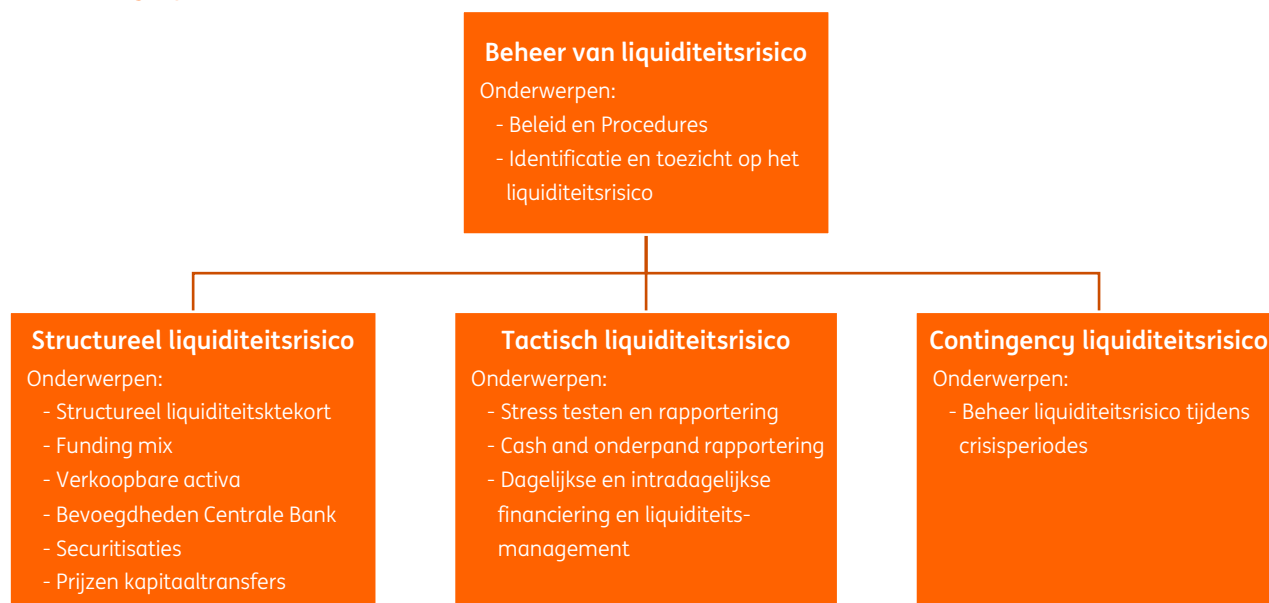 Beheer van liquiditeitsrisico
Onderwerpen:
- Beleid en Procedures
- Identificatie en toezicht op het
liquiditeitsrisico
Structureel liquiditeitsrisico
Onderwerpen:
- Structureel liquiditeitsktekort
- Funding mix
- Verkoopbare activa
- Bevoegdheden Centrale Bank
- Securitisaties
- Prijzen kapitaaltransfers
Tactisch liquiditeitsrisico
Onderwerpen:
- Stress testen en rapportering
- Cash and onderpand rapportering
- Dagelijkse en intradagelijkse
financiering en liquiditeits-
management
Contingency liquiditeitsrisico
Onderwerpen:
- Beheer liquiditeitsrisico tijdens
crisisperiodes